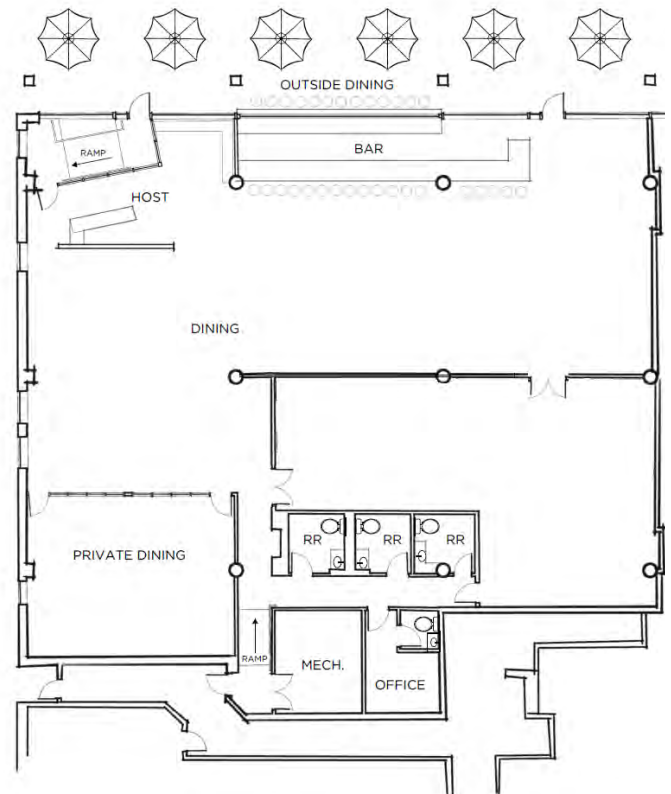 OUTSIDE DINING
BAR
RAMP
HOST
DINING
RR
RR
RR
PRIVATE DINING
RAMP
MECH.
OFFICE